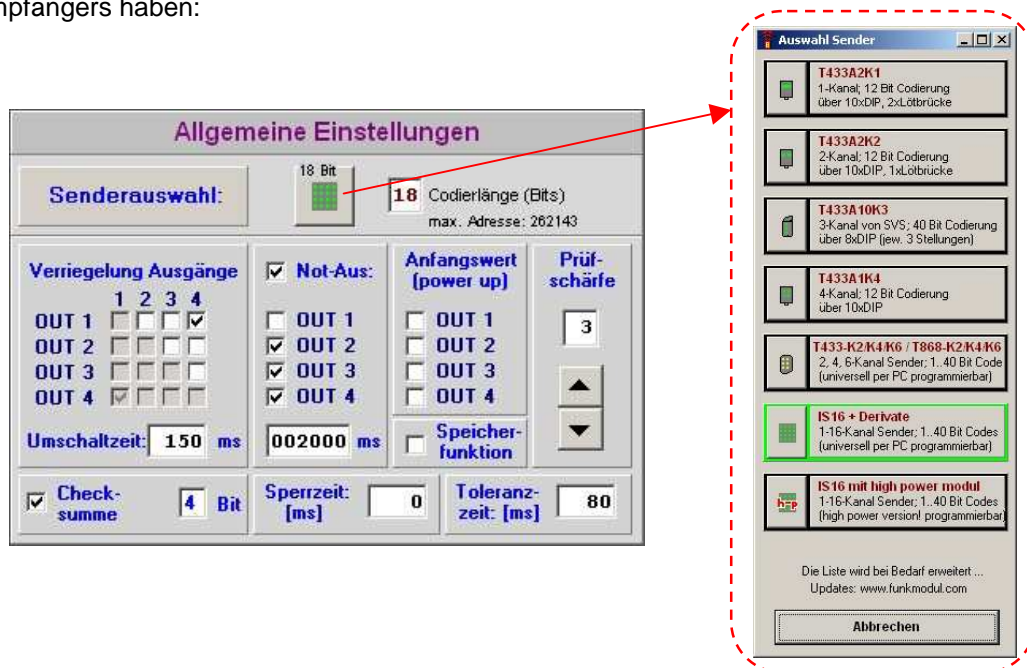 mpfängers haben:
Allgemeine Einstellungen
Senderauswahl:
18 Bit
18 Codierlänge (Bits)
max. Adresse: 262143
Verriegelung Ausgänge
1 2 3 4
OUT 1
OUT 2
OUT 3
OUT 4
Umschaltzeit: 150 ms
Not-Aus:
OUT 1
OUT 2
OUT 3
OUT 4
002000 ms
Anfangswert
(power up)
OUT 1
OUT 2
OUT 3
OUT 4
Speicher-
funktion
Prüf-
schärfe
3
Check-
summe
4 Bit
Sperrzeit:
[ms]
0
Toleranz-
zeit: [ms]
80
Auswahl Sender
T433A2K1
1-Kanal; 12 Bit Codierung
über 10xDIP, 2xLötbrücke
T433A2K2
2-Kanal; 12 Bit Codierung
über 10xDIP, 1xLötbrücke
T433A10K3
3-Kanal von SVS; 40 Bit Codierung
über 8xDIP (jew. 3 Stellungen)
T433A1K4
4-Kanal; 12 Bit Codierung
über 10xDIP
T433-K2/K4/K6 / T868-K2/K4/K6
2, 4, 6-Kanal Sender; 1..40 Bit Code
(universell per PC programmierbar)
IS16 + Derivate
1-16-Kanal Sender; 1..40 Bit Codes
(universell per PC programmierbar)
IS16 mit high power modul
1-16-Kanal Sender; 1..40 Bit Codes
(high power version! programmierbar)
Die Liste wird bei Bedarf erweitert ...
Updates: www.funkmodul.com
Abbrechen